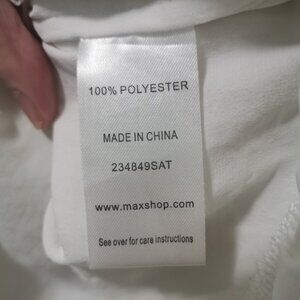 100% POLYESTER
MADE IN CHINA
234849SAT
www.maxshop.com
See over for care instructions